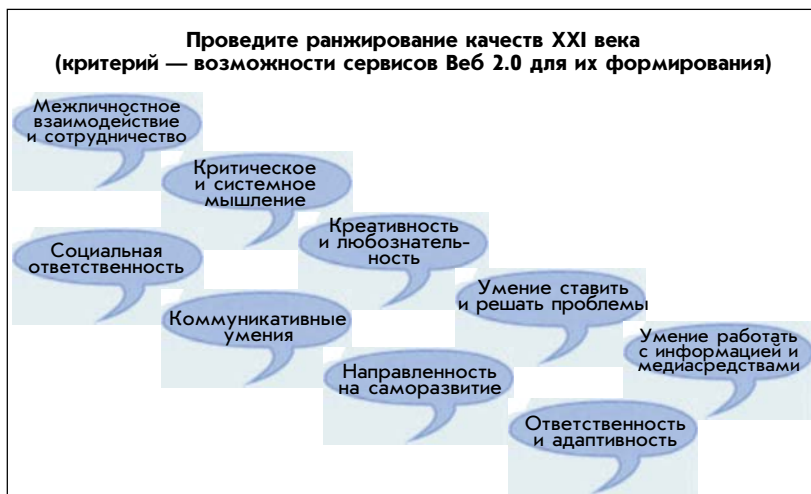 Проведите ранжирование качеств XXI века
(критерий — возможности сервисов Веб 2.0 для их формирования)
Межличностное
взаимодействие
и сотрудничество
Критическое
и системное
мышление
Креативность
и любознатель-
ность
Социальная
ответственность
Умение ставить
и решать проблемы
Коммуникативные
умения
Умение работать
с информацией и
медиасредствами
Направленность
на саморазвитие
Ответственность
и адаптивность